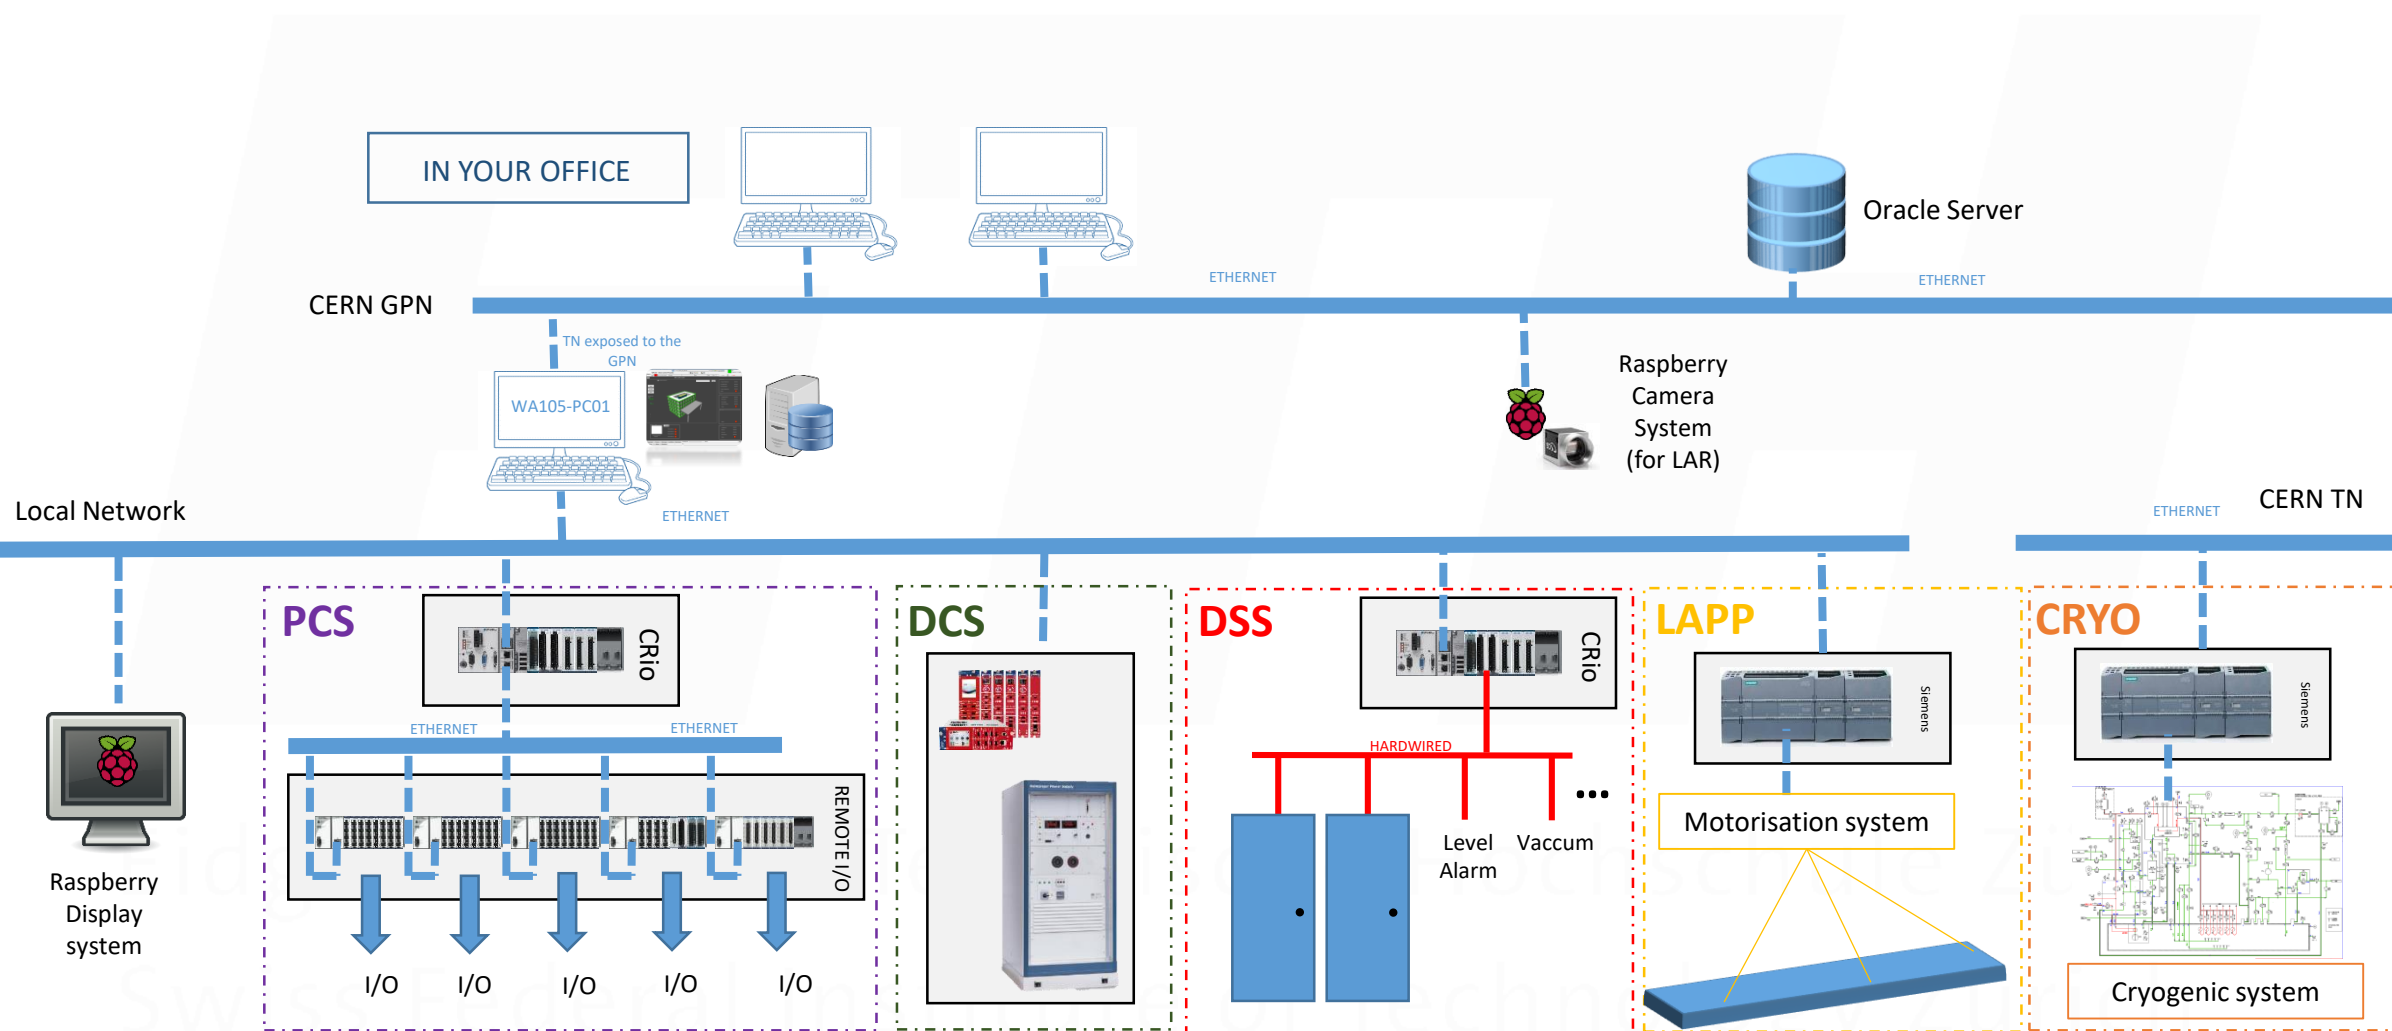 IN YOUR OFFICE
Oracle Server
ETHERNET
ETHERNET
CERN GPN
TN exposed to the
GPN
WA105-PC01
Raspberry
Camera
System
(for LAR)
Local Network
ETHERNET
CERN TN
ETHERNET
PCS
CRio
DCS
DSS
CRio
LAPP
Siemens
CRYO
Siemens
ETHERNET
ETHERNET
HARDWIRED
REMOTE I/O
Level
Alarm
Vaccum
...
Motorisation system
Raspberry
Display
system
I/O
I/O
I/O
I/O
I/O
Cryogenic system